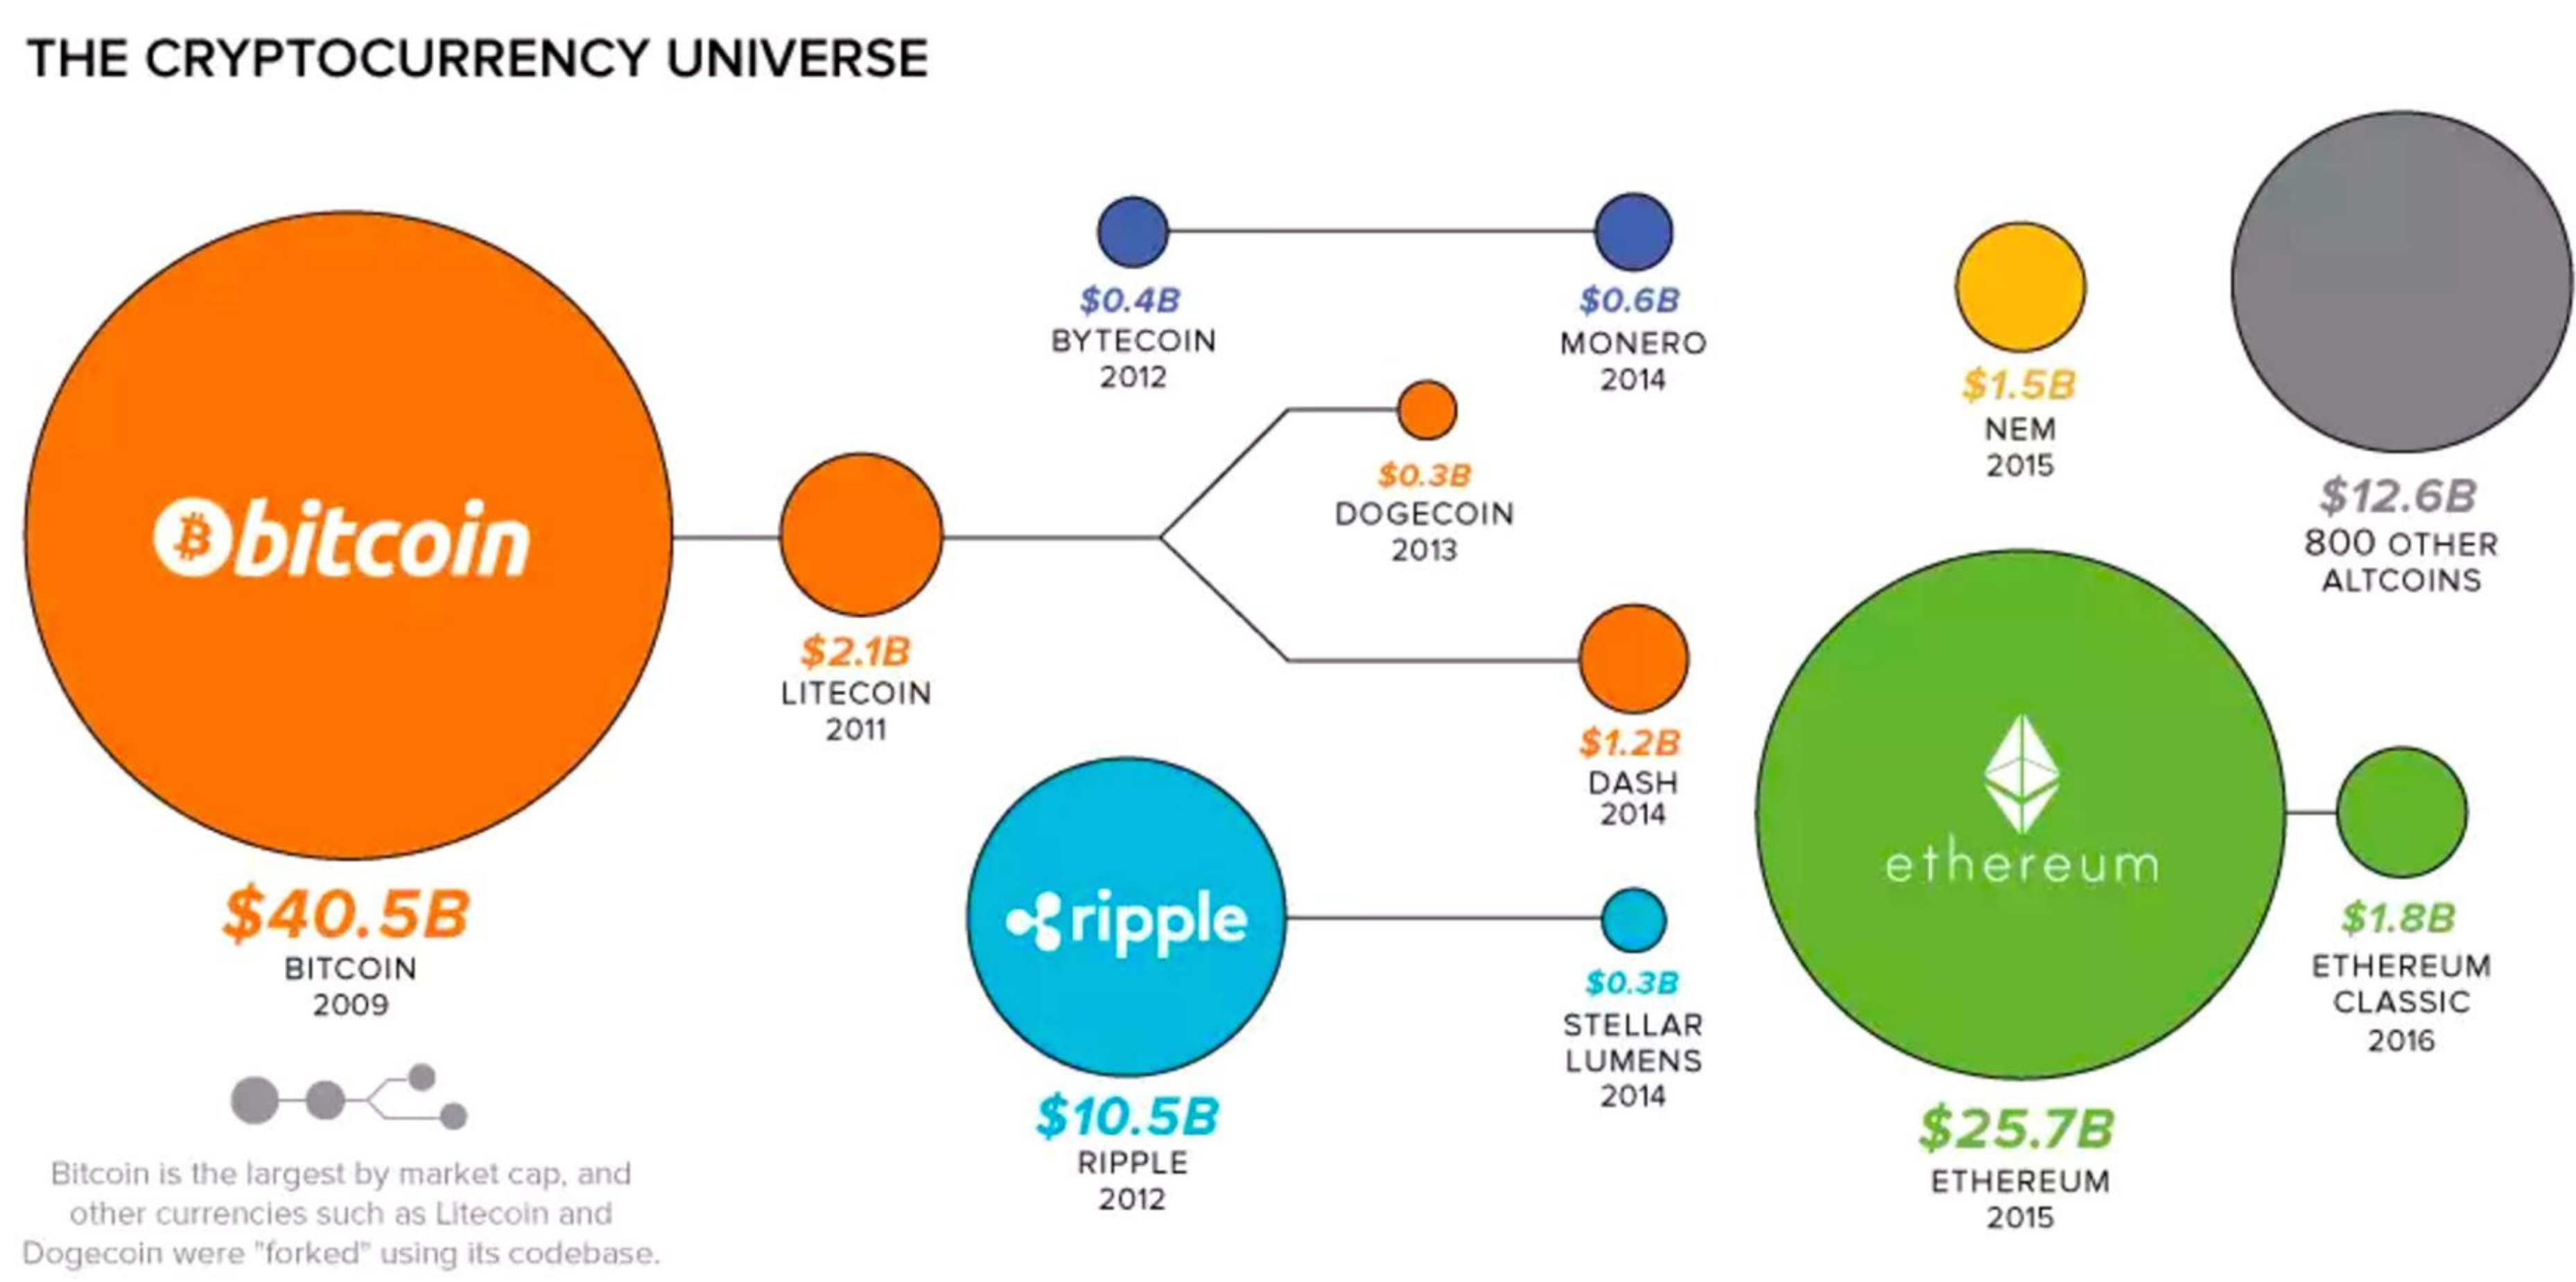 THE CRYPTOCURRENCY UNIVERSE
bitcoin
$40.5B
BITCOIN
2009
$2.1B
LITECOIN
2011
$0.4B
BYTECOIN
2012
$0.6B
MONERO
2014
$0.3B
DOGECOIN
2013
$1.2B
DASH
2014
ripple
$10.5B
RIPPLE
2012
$0.3B
STELLAR
LUMENS
2014
$1.5B
NEM
2015
$12.6B
800 OTHER
ALTCOINS
ethereum
$25.7B
ETHEREUM
2015
$1.8B
ETHEREUM
CLASSIC
2016
Bitcoin is the largest by market cap, and
other currencies such as Litecoin and
Dogecoin were "forked" using its codebase.